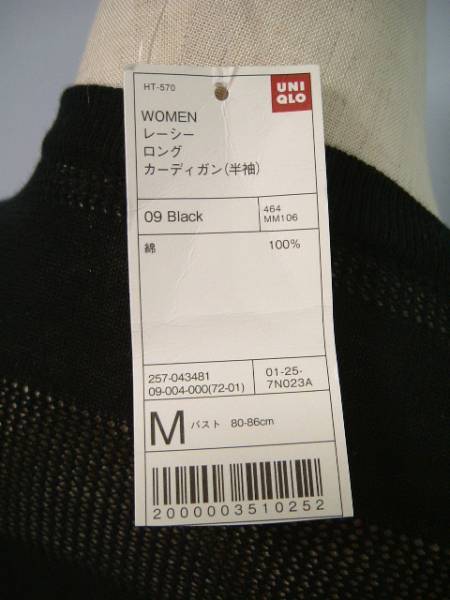 HT-570
UNI
QLO
WOMEN
レーシー
ロング
カーディガン(半袖)
09 Black
464
MM106
綿 100%
257-043481
09-004-000(72-01)
01-25-
7N023A
M バスト 80-86cm
2000003510252